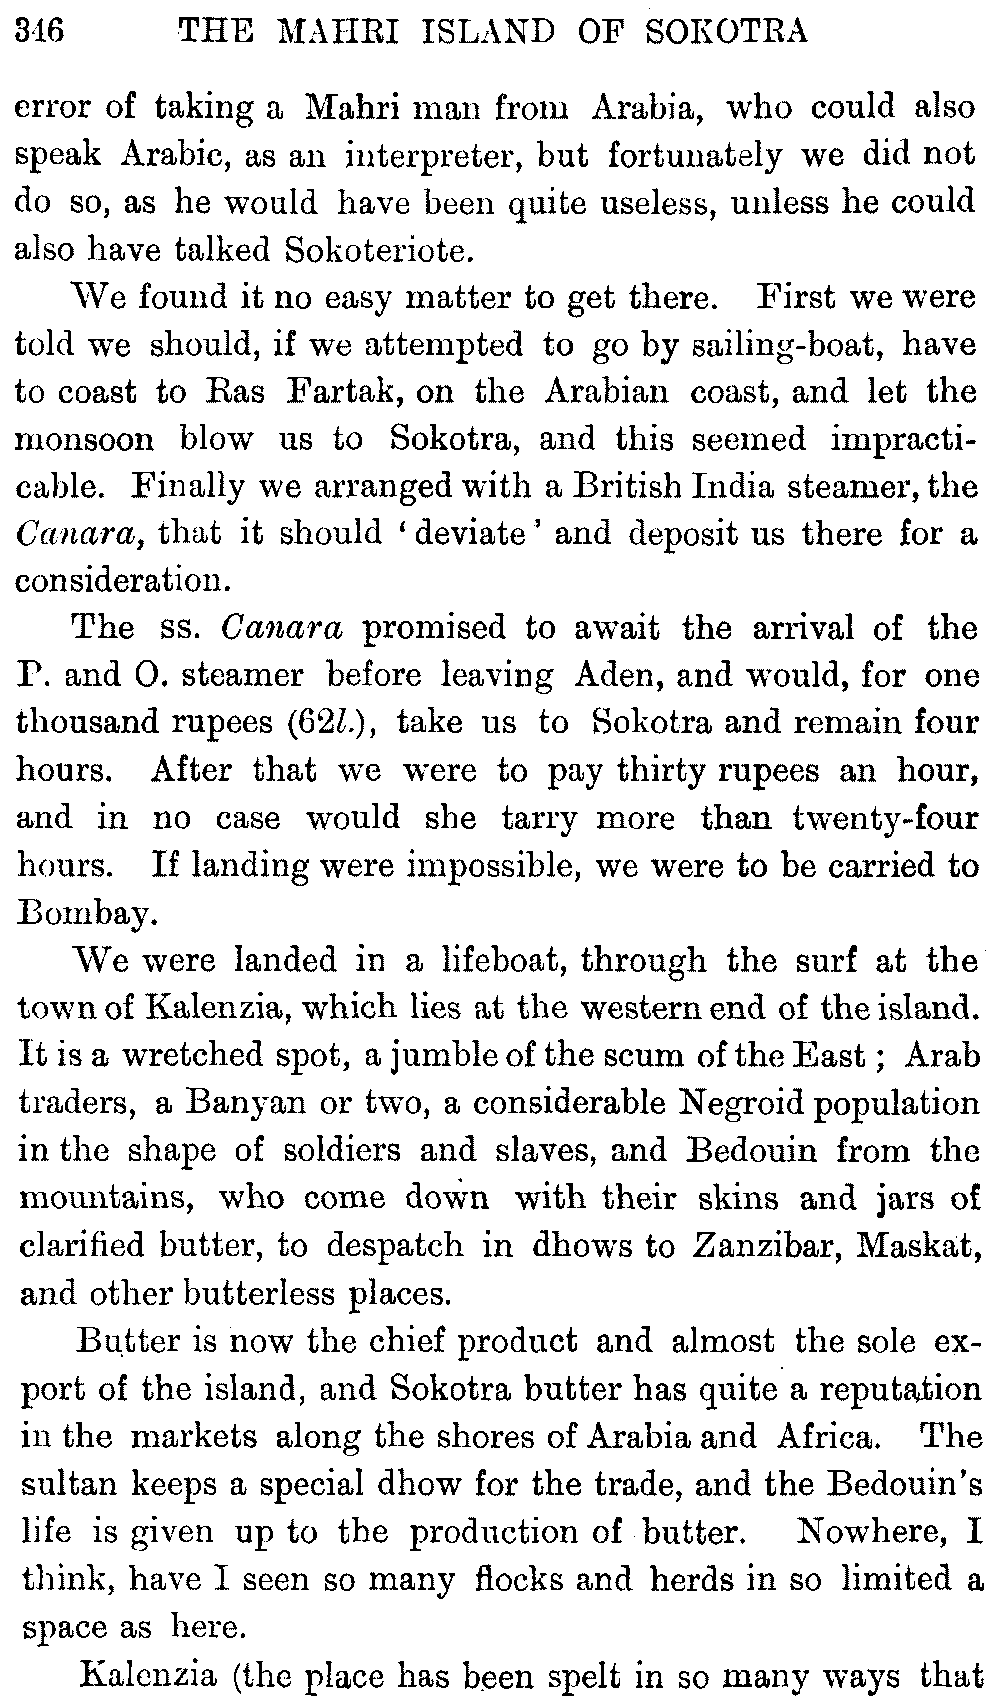 346 THE MAHRI ISLAND OF SOKOTRA
error of taking a Mahri man from Arabia, who could also
speak Arabic, as an interpreter, but fortunately we did not
do so, as he would have been quite useless, unless he could
also have talked Sokoteriote.
We found it no easy matter to get there. First we were
told we should, if we attempted to go by sailing-boat, have
to coast to Ras Fartak, on the Arabian coast, and let the
monsoon blow us to Sokotra, and this seemed impracti-
cable. Finally we arranged with a British India steamer, the
Canara, that it should ‘deviate’ and deposit us there for a
consideration.
The ss. Canara promised to await the arrival of the
P. and O. steamer before leaving Aden, and would, for one
thousand rupees (62l.), take us to Sokotra and remain four
hours. After that we were to pay thirty rupees an hour,
and in no case would she tarry more than twenty-four
hours. If landing were impossible, we were to be carried to
Bombay.
We were landed in a lifeboat, through the surf at the
town of Kalenzia, which lies at the western end of the island.
It is a wretched spot, a jumble of the scum of the East; Arab
traders, a Banyan or two, a considerable Negroid population
in the shape of soldiers and slaves, and Bedouin from the
mountains, who come down with their skins and jars of
clarified butter, to despatch in dhows to Zanzibar, Maskat,
and other butterless places.
Butter is now the chief product and almost the sole ex-
port of the island, and Sokotra butter has quite a reputation
in the markets along the shores of Arabia and Africa. The
sultan keeps a special dhow for the trade, and the Bedouin's
life is given up to the production of butter. Nowhere, I
think, have I seen so many flocks and herds in so limited a
space as here.
Kalenzia (the place has been spelt in so many ways that